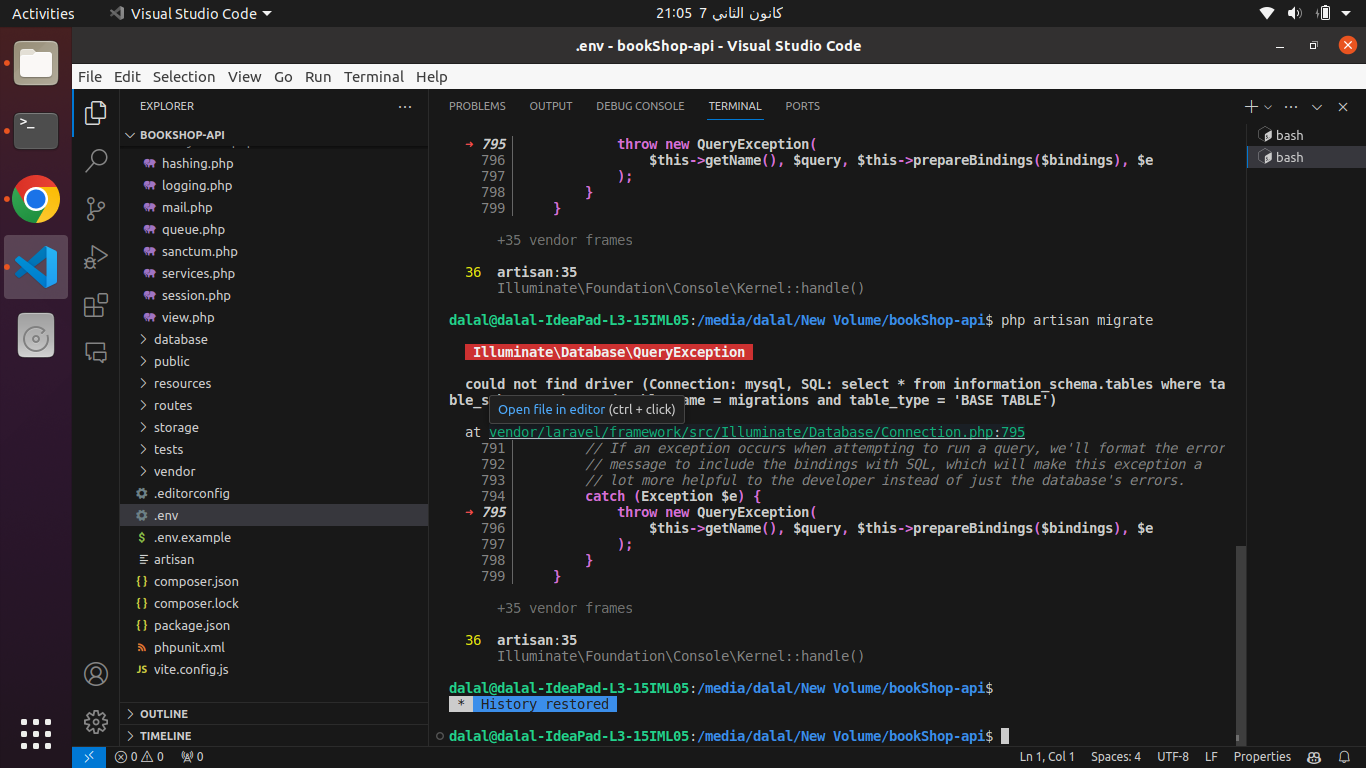 Activities
Visual Studio Code
21:05 7 كانون الثاني
.env - bookShop-api - Visual Studio Code
File Edit Selection View Go Run Terminal Help
EXPLORER
BOOKSHOP-API
hashing.php
logging.php
mail.php
queue.php
sanctum.php
services.php
session.php
view.php
database
public
resources
routes
storage
tests
vendor
.editorconfig
.env
.env.example
artisan
composer.json
composer.lock
package.json
phpunit.xml
vite.config.js
OUTLINE
TIMELINE
PROBLEMS OUTPUT DEBUG CONSOLE TERMINAL PORTS
➜ 795 throw new QueryException(
796 $this->getName(), $query, $this->prepareBindings($bindings), $e
797 );
798 }
799 }
+35 vendor frames
36 artisan:35
Illuminate\Foundation\Console\Kernel::handle()
dalal@dalal-IdeaPad-L3-15IML05:/media/dalal/New Volume/bookShop-api$ php artisan migrate
Illuminate\Database\QueryException
could not find driver (Connection: mysql, SQL: select * from information_schema.tables where ta
ame = migrations and table_type = 'BASE TABLE')
Open file in editor (ctrl + click)
at vendor/laravel/framework/src/Illuminate/Database/Connection.php:795
791 // If an exception occurs when attempting to run a query, we'll format the error
792 // message to include the bindings with SQL, which will make this exception a
793 // lot more helpful to the developer instead of just the database's errors.
794 catch (Exception $e) {
➜ 795 throw new QueryException(
796 $this->getName(), $query, $this->prepareBindings($bindings), $e
797 );
798 }
799 }
+35 vendor frames
36 artisan:35
Illuminate\Foundation\Console\Kernel::handle()
dalal@dalal-IdeaPad-L3-15IML05:/media/dalal/New Volume/bookShop-api$
* History restored
dalal@dalal-IdeaPad-L3-15IML05:/media/dalal/New Volume/bookShop-api$
bash
bash
0 0 0
Ln 1, Col 1 Spaces: 4 UTF-8 LF Properties